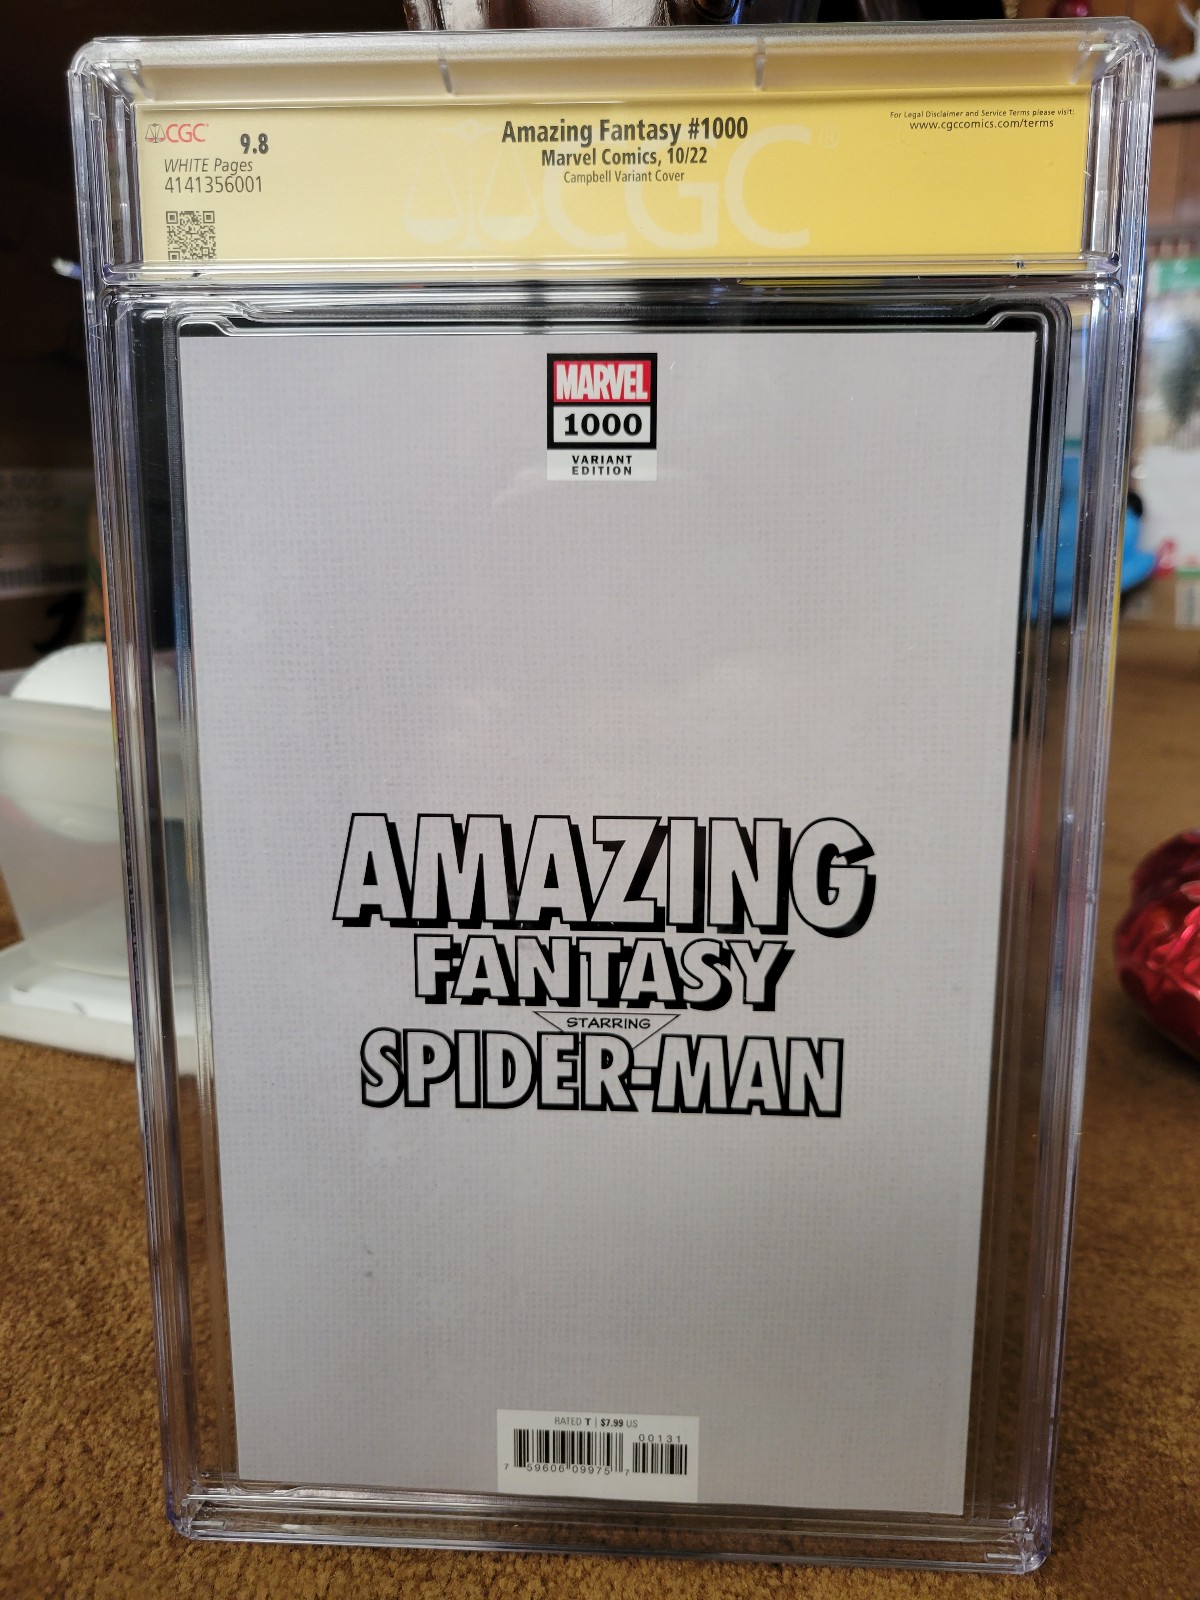 CGC
9.8
WHITE Pages
4141356001
Amazing Fantasy #1000
Marvel Comics, 10/22
Campbell Variant Cover
For Legal Disclaimer and Service Terms please visit:
www.cgccomics.com/terms
CGC
MARVEL
1000
VARIANT
EDITION
AMAZING
FANTASY
STARRING
SPIDER-MAN
RATED T | $7.99 US
00131
7 59606 09975 7